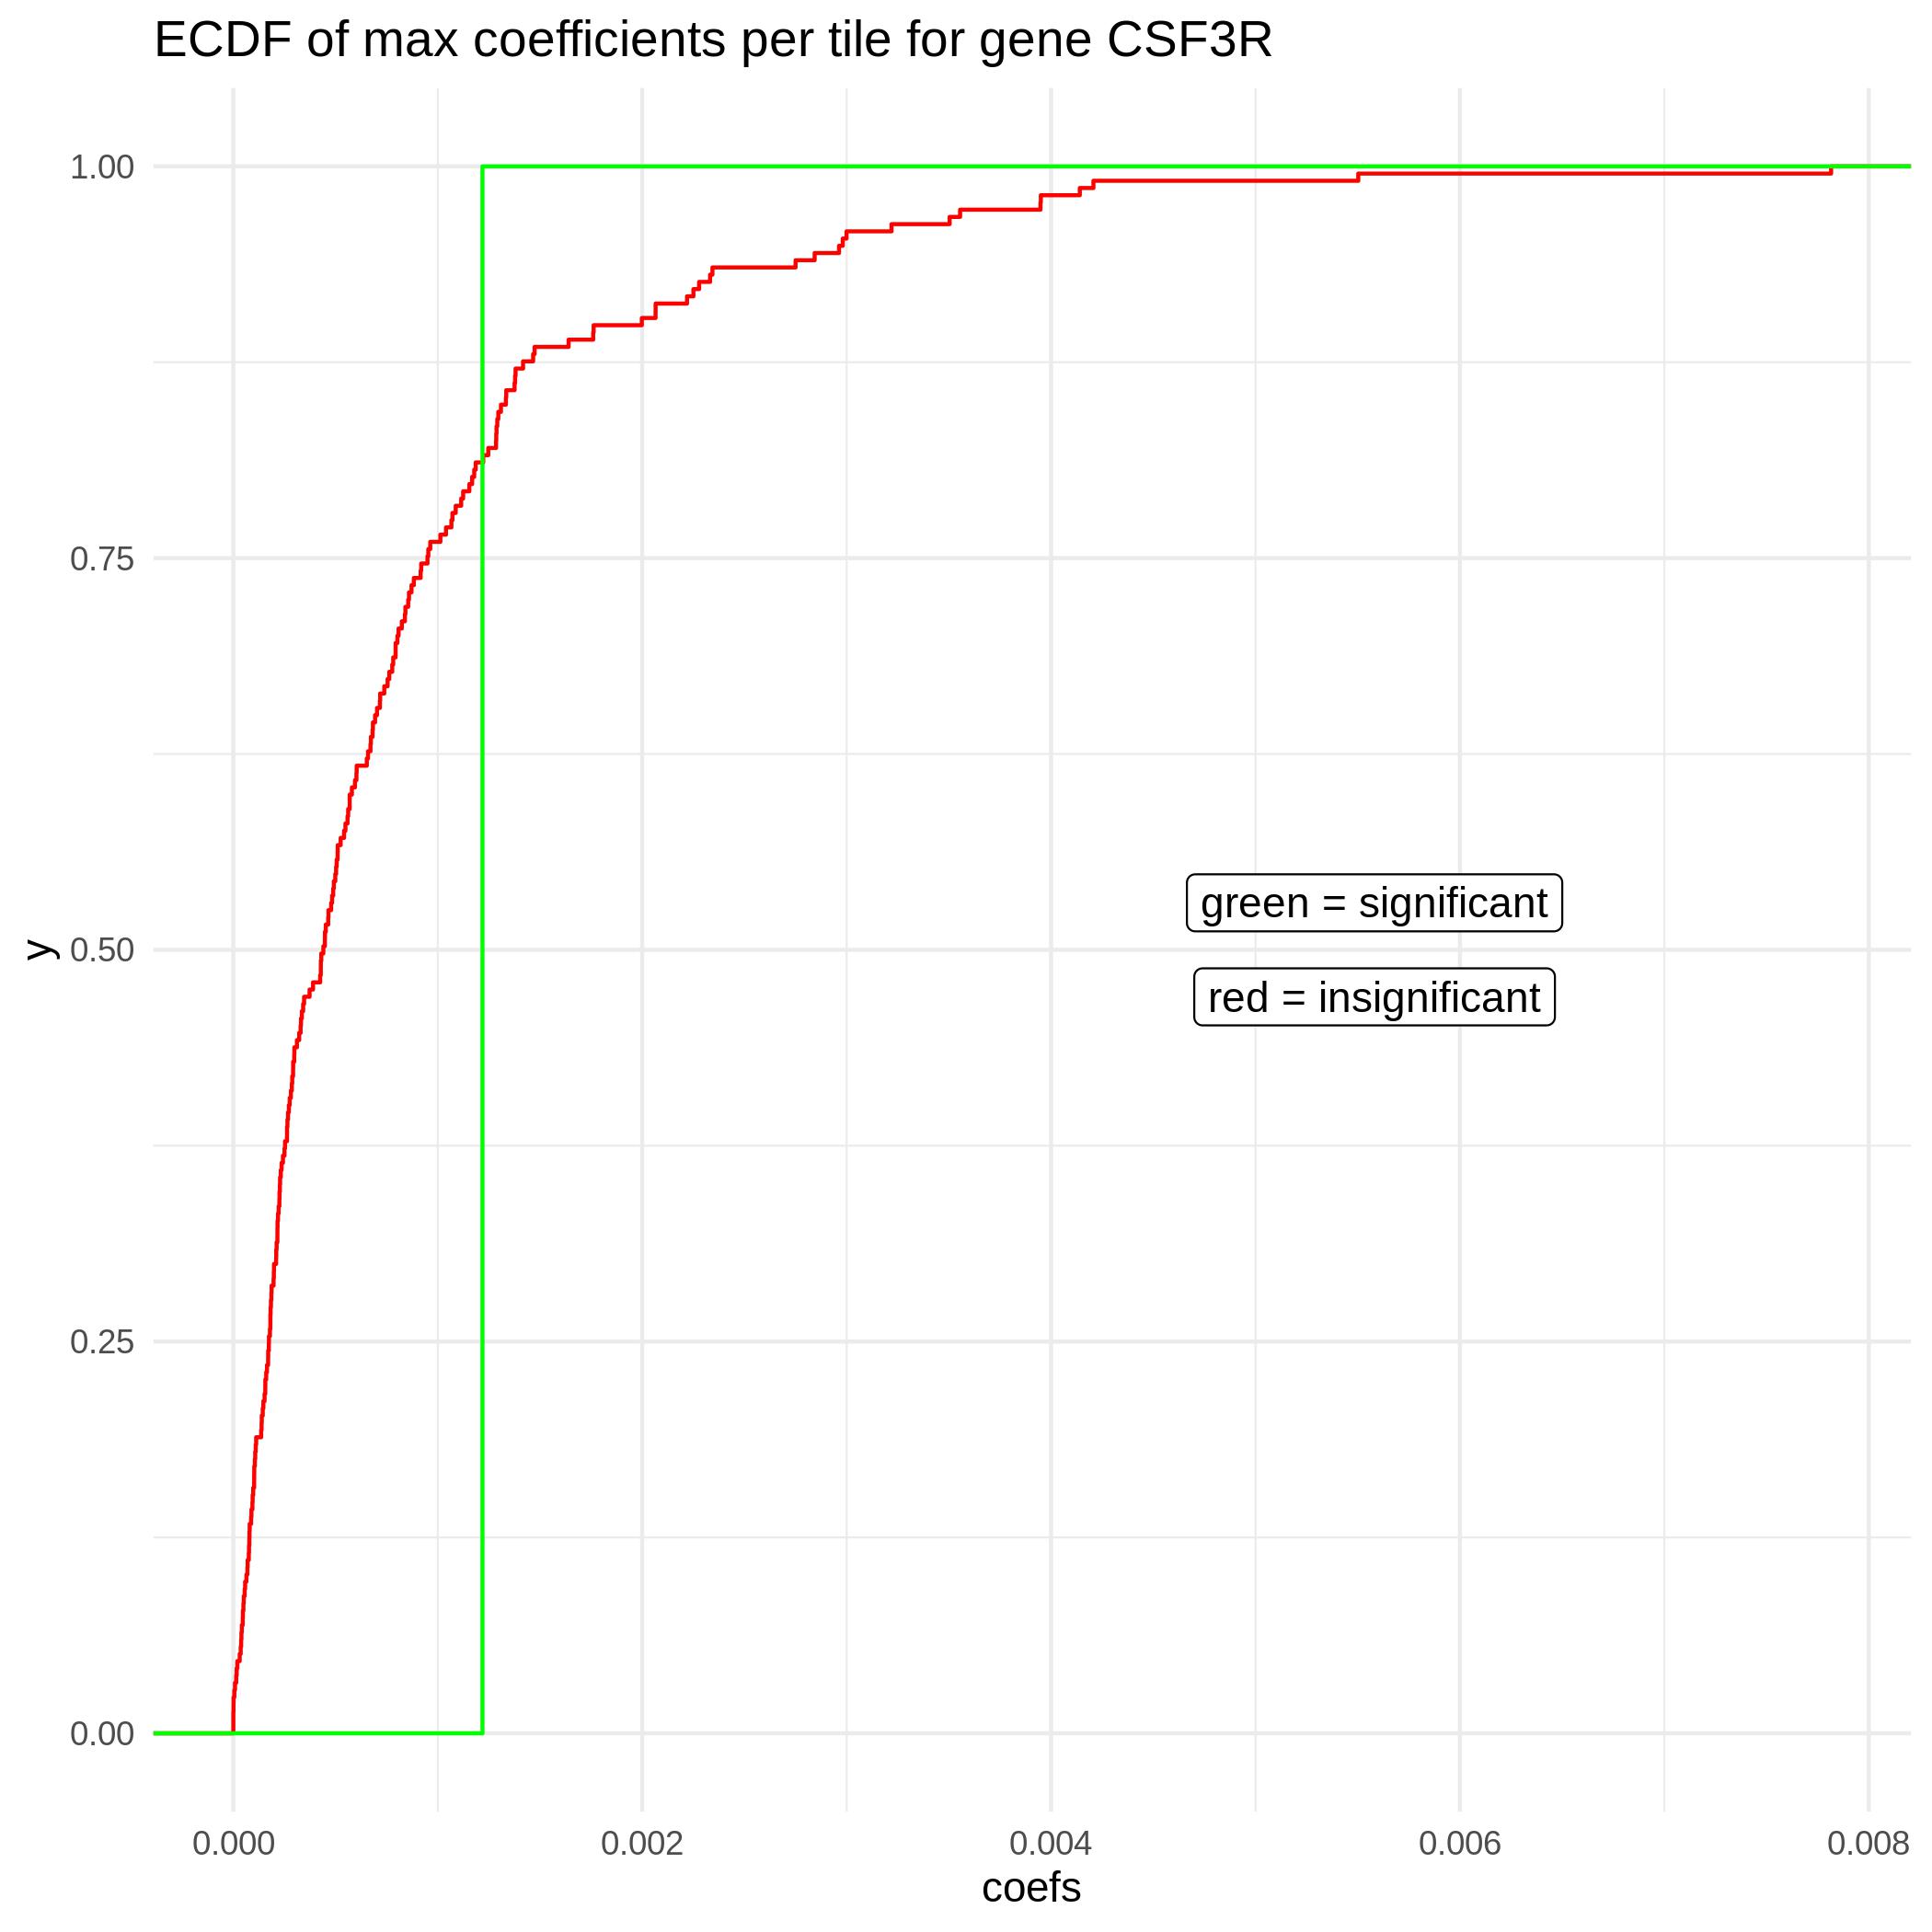 ECDF of max coefficients per tile for gene CSF3R
1.00
0.75
0.50
0.25
0.00
y
green = significant
red = insignificant
0.000 0.002 0.004 0.006 0.008
coefs